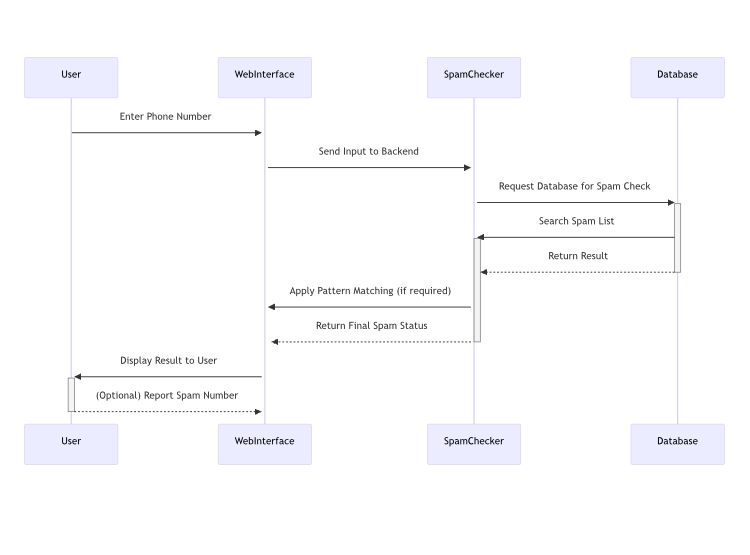 User
WebInterface
SpamChecker
Database
Enter Phone Number
Send Input to Backend
Request Database for Spam Check
Search Spam List
Return Result
Apply Pattern Matching (if required)
Return Final Spam Status
Display Result to User
(Optional) Report Spam Number
User
WebInterface
SpamChecker
Database